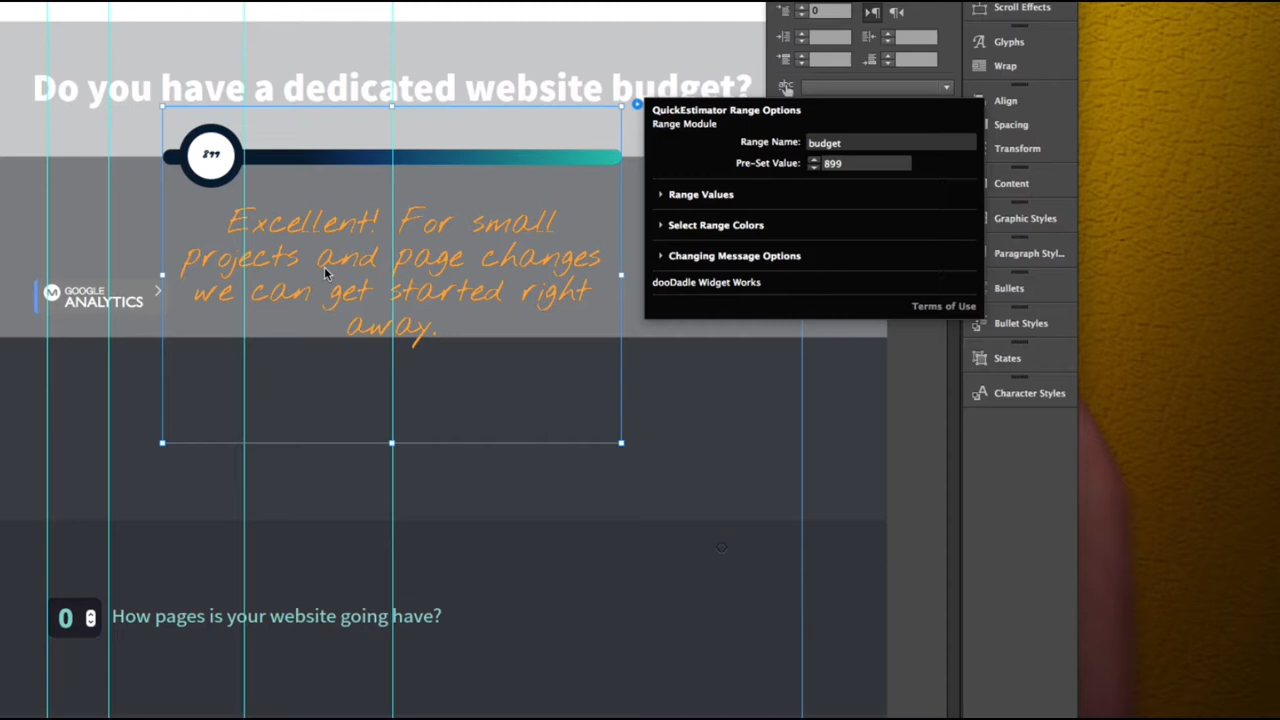 0
Scroll Effects
Glyphs
Wrap
Do you have a dedicated website budget?
abc
Align
QuickEstimator Range Options
Range Module
Spacing
Range Name: budget
Transform
899
Pre-Set Value: 899
Content
Range Values
Excellent! For small
Graphic Styles
Select Range Colors
projects and page changes
Changing Message Options
Paragraph Styl...
we can get started right
dooDadle Widget Works
Bullets
GOOGLE
ANALYTICS
Terms of Use
away.
Bullet Styles
States
Character Styles
0 How pages is your website going have?